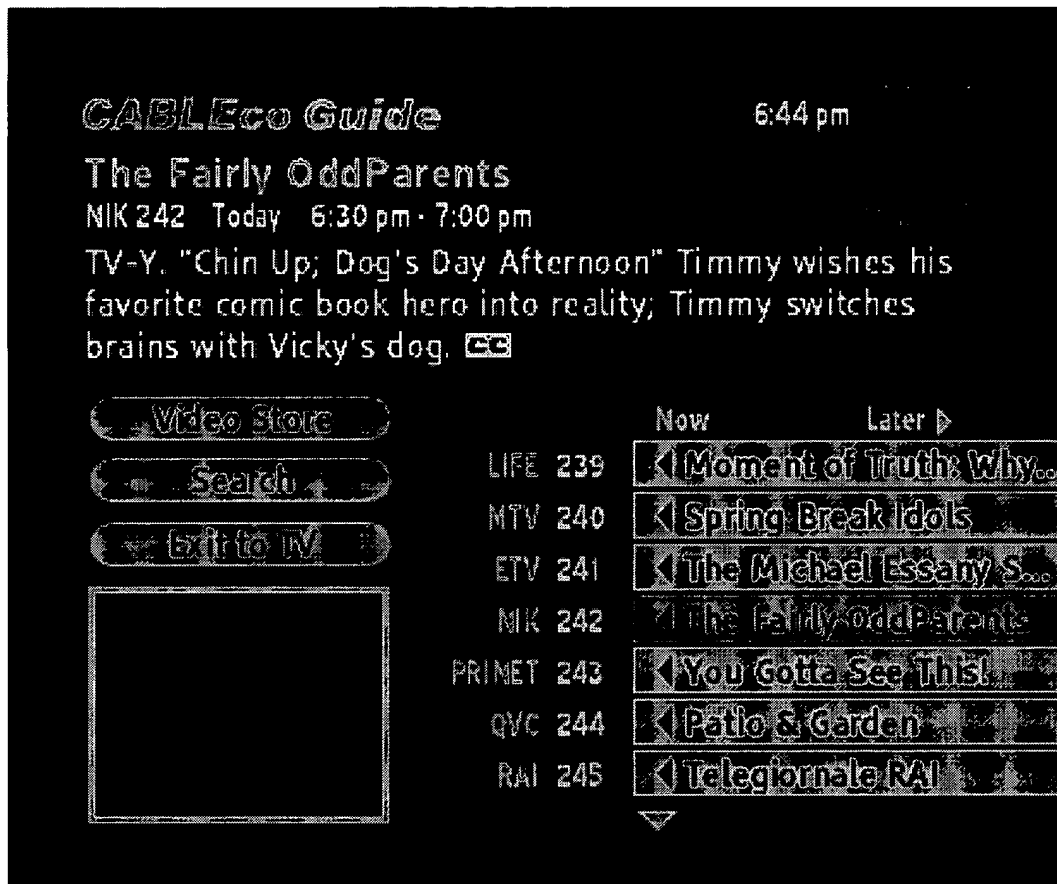 CABLEco Guide
6:44 pm
The Fairly OddParents
NIK 242 Today 6:30 pm - 7:00 pm
TV-Y. "Chin Up; Dog's Day Afternoon" Timmy wishes his
favorite comic book hero into reality; Timmy switches
brains with Vicky's dog. CC
Video Store
Search
Exit to TV
Now Later
LIFE 239 Moment of Truth: Why...
MTV 240 Spring Break Idols
ETV 241 The Michael Essany S...
NIK 242 The Fairly OddParents
PRIMET 243 You Gotta See This!
QVC 244 Patio & Garden
RAI 245 Telegiornale RAI